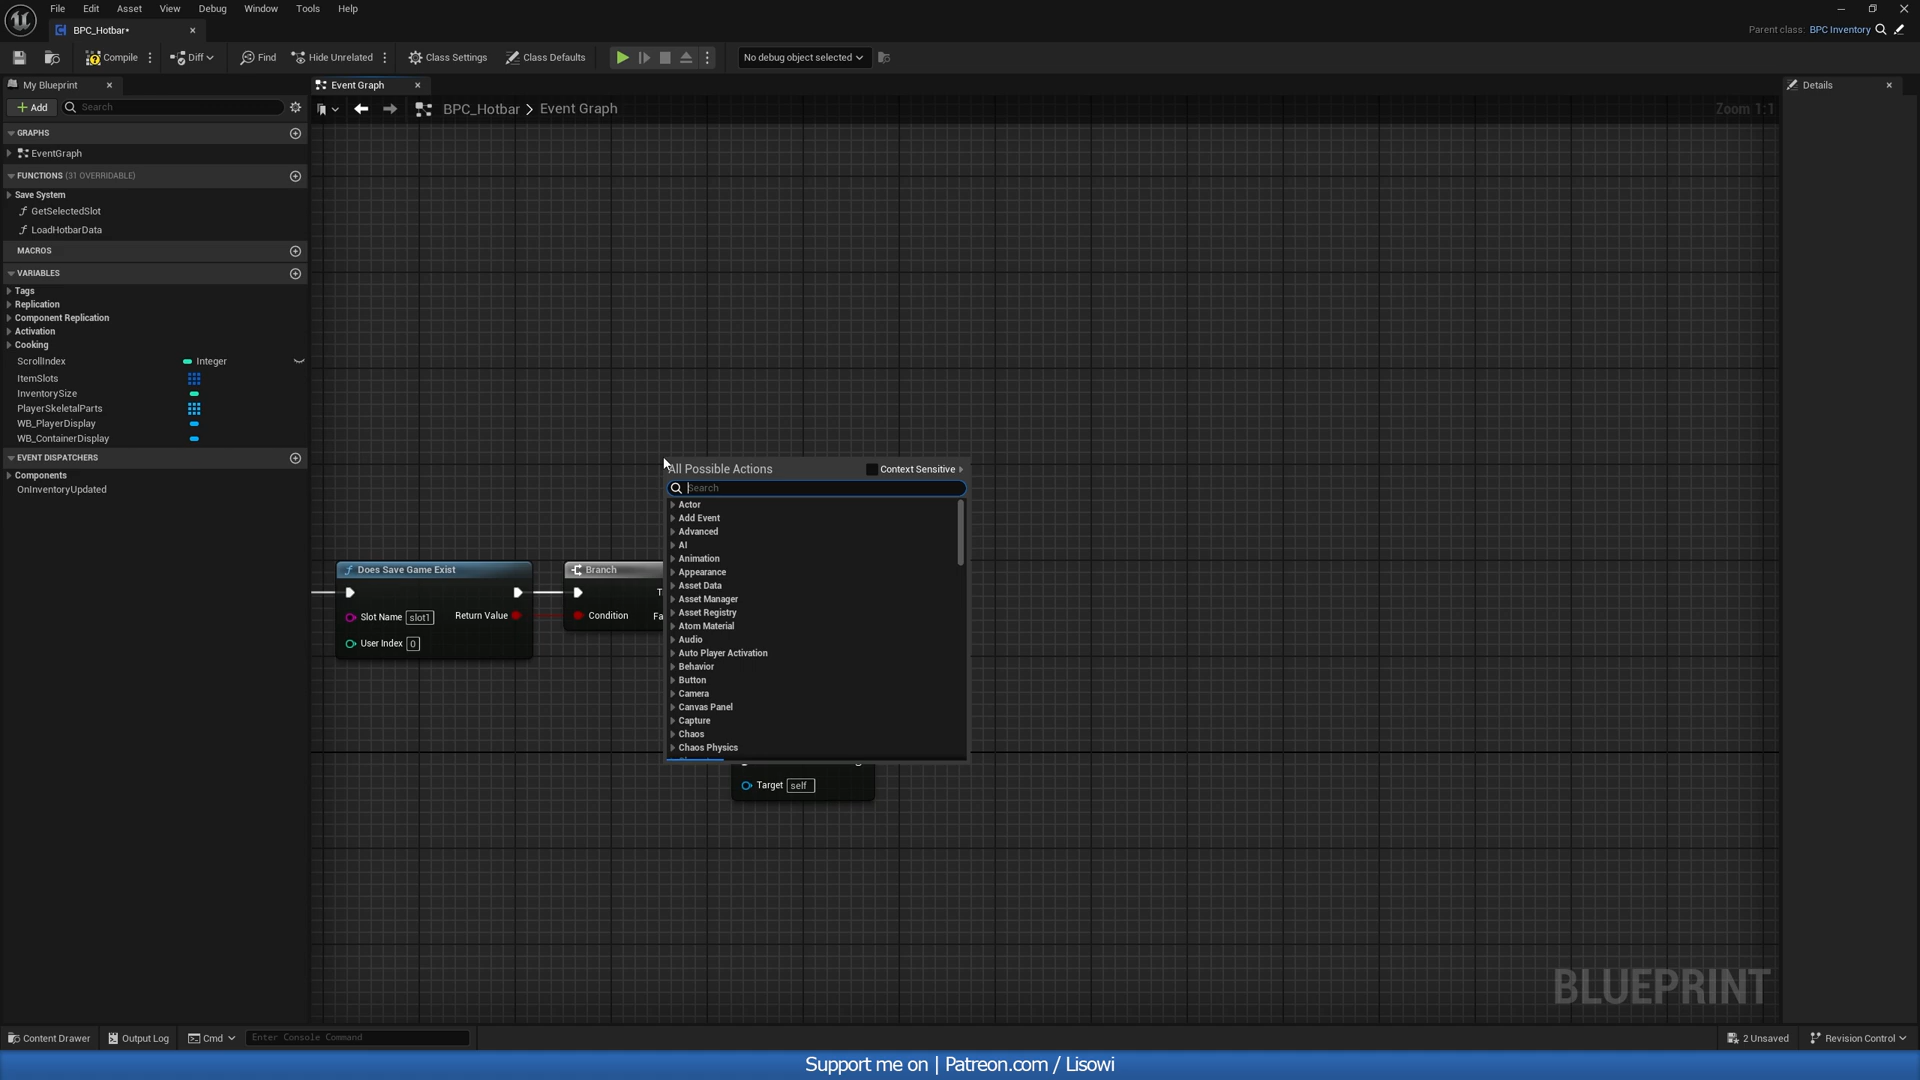 File Edit Asset View Debug Window Tools Help
BPC_Hotbar•
Parent class: BPC Inventory
Compile Diff Find Hide Unrelated Class Settings Class Defaults No debug object selected
My Blueprint
Event Graph
Details
Add Search
BPC_Hotbar > Event Graph
Zoom 1:1
GRAPHS
EventGraph
FUNCTIONS (31 OVERRIDABLE)
Save System
GetSelectedSlot
LoadHotbarData
MACROS
VARIABLES
Tags
Replication
Component Replication
Activation
Cooking
ScrollIndex Integer
ItemSlots
InventorySize
PlayerSkeletalParts
WB_PlayerDisplay
WB_ContainerDisplay
EVENT DISPATCHERS
Components
OnInventoryUpdated
Does Save Game Exist
Slot Name slot1 Return Value
User Index 0
Branch
T
Condition Fa
All Possible Actions Context Sensitive
Search
Actor
Add Event
Advanced
AI
Animation
Appearance
Asset Data
Asset Manager
Asset Registry
Atom Material
Audio
Auto Player Activation
Behavior
Button
Camera
Canvas Panel
Capture
Chaos
Chaos Physics
Target self
BLUEPRINT
Content Drawer Output Log Cmd Enter Console Command
2 Unsaved Revision Control
Support me on | Patreon.com / Lisowi